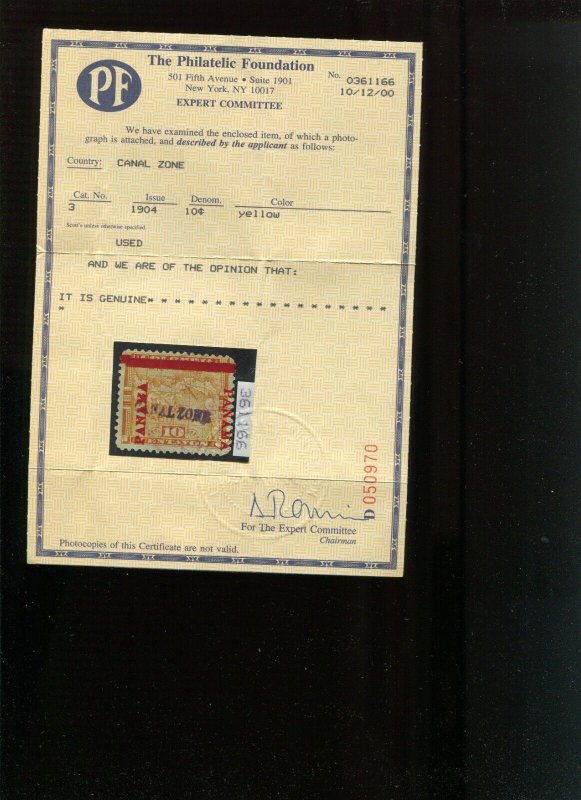 PF
The Philatelic Foundation
501 Fifth Avenue • Suite 1901
New York, NY 10017
EXPERT COMMITTEE
No. 0361166
10/12/00
We have examined the enclosed item, of which a photo-
graph is attached, and described by the applicant as follows:
Country: CANAL ZONE
Cat. No. Issue Denom. Color
3 1904 10¢ yellow
Scott's unless otherwise specified
USED
AND WE ARE OF THE OPINION THAT:
IT IS GENUINE* * * * * * * * * * * * * * * * * *
*
PANAMA
ANAL ZONE
PANAMA
10
361166
D 050970
For The Expert Committee
Chairman
Photocopies of this Certificate are not valid.